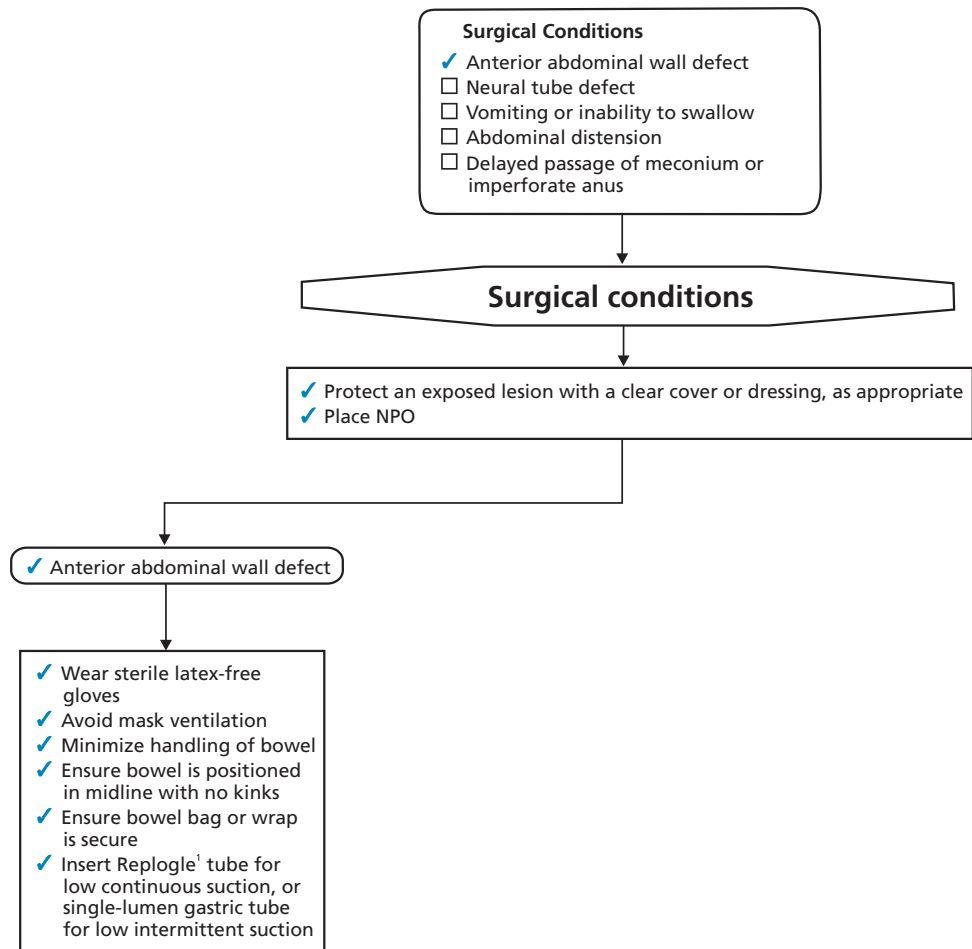 Surgical Conditions
✓ Anterior abdominal wall defect
☐ Neural tube defect
☐ Vomiting or inability to swallow
☐ Abdominal distension
☐ Delayed passage of meconium or
imperforate anus
Surgical conditions
✓ Protect an exposed lesion with a clear cover or dressing, as appropriate
✓ Place NPO
✓ Anterior abdominal wall defect
✓ Wear sterile latex-free
gloves
✓ Avoid mask ventilation
✓ Minimize handling of bowel
✓ Ensure bowel is positioned
in midline with no kinks
✓ Ensure bowel bag or wrap
is secure
✓ Insert Replogle¹ tube for
low continuous suction, or
single-lumen gastric tube
for low intermittent suction